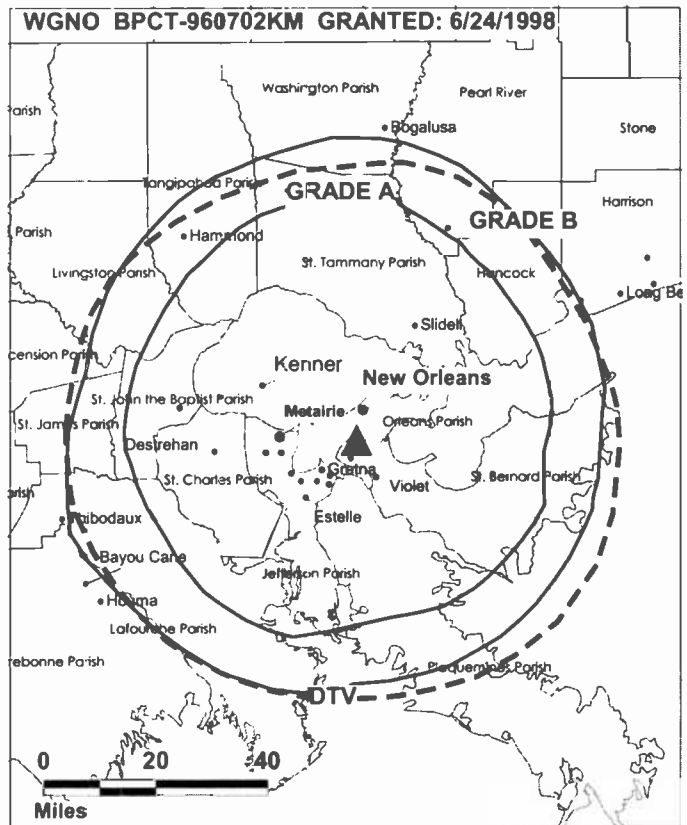 WGNO BPCT-960702KM GRANTED: 6/24/1998
Washington Parish
Pearl River
Parish
Bogalusa
Stone
Tangipahoa Parish
GRADE A
Harrison
GRADE B
Parish
Hammond
St. Tammany Parish
Livingston Parish
Hancock
Long Be
Slidell
cension Parish
Kenner
New Orleans
St. John the Baptist Parish
Metairie
St. James Parish
Orleans Parish
Destrehan
Gretna
St. Charles Parish
Violet
St. Bernard Parish
Estelle
Thibodaux
Bayou Cane
Jefferson Parish
Houma
Lafourche Parish
rebonne Parish
Plaquemines Parish
DTV
0 20 40
Miles